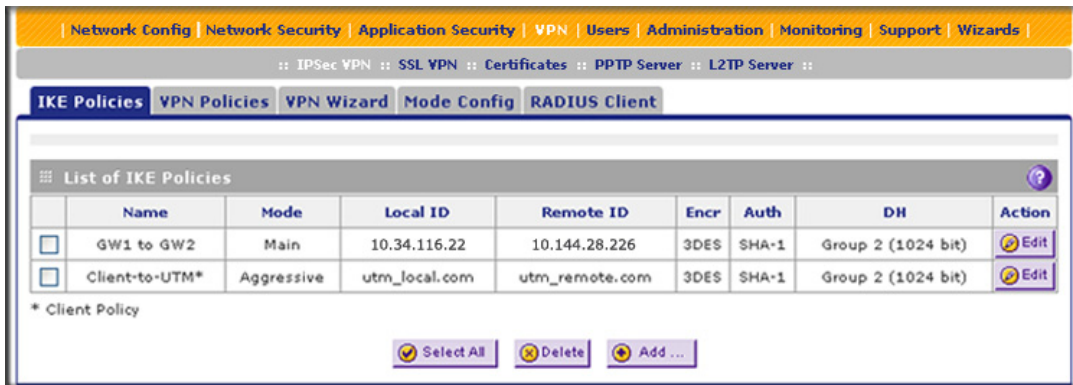 | Network Config | Network Security | Application Security | VPN | Users | Administration | Monitoring | Support | Wizards |
:: IPSec VPN :: SSL VPN :: Certificates :: PPTP Server :: L2TP Server ::
IKE Policies VPN Policies VPN Wizard Mode Config RADIUS Client
List of IKE Policies ?
Name Mode Local ID Remote ID Encr Auth DH Action
GW1 to GW2 Main 10.34.116.22 10.144.28.226 3DES SHA-1 Group 2 (1024 bit) Edit
Client-to-UTM* Aggressive utm_local.com utm_remote.com 3DES SHA-1 Group 2 (1024 bit) Edit
* Client Policy
Select All Delete Add ...